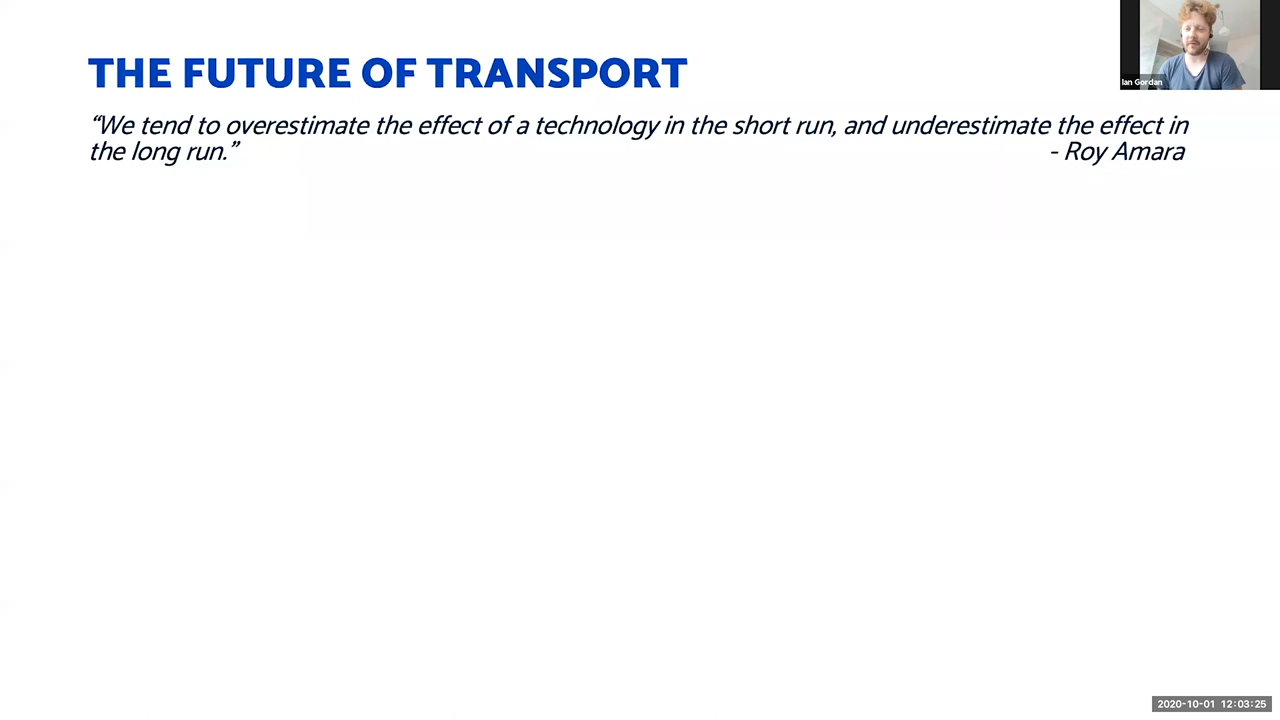 THE FUTURE OF TRANSPORT
“We tend to overestimate the effect of a technology in the short run, and underestimate the effect in
the long run.” - Roy Amara
Ian Gordan
2020-10-01 12:03:25